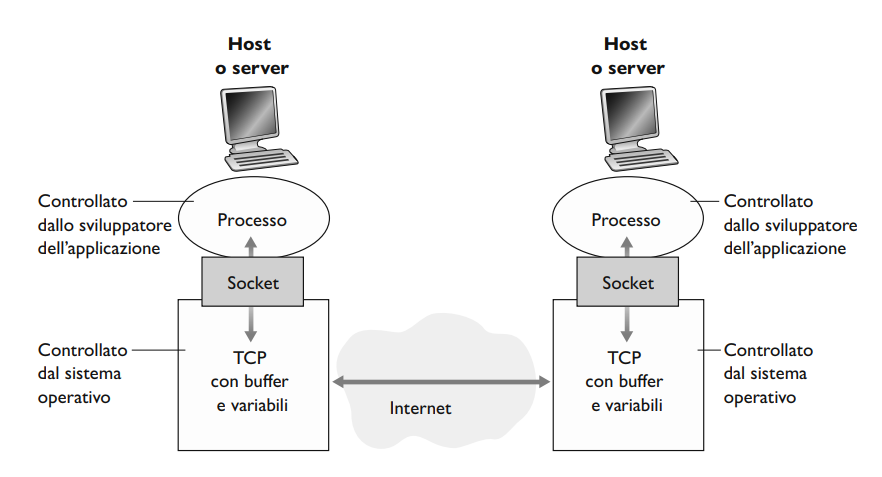 Host
o server
Host
o server
Controllato
dallo sviluppatore
dell'applicazione
Processo
Processo
Controllato
dallo sviluppatore
dell'applicazione
Socket
Socket
Controllato
dal sistema
operativo
TCP
con buffer
e variabili
Internet
TCP
con buffer
e variabili
Controllato
dal sistema
operativo